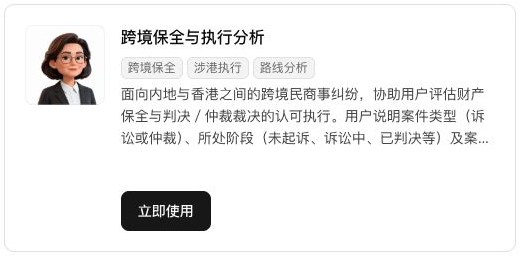 跨境保全与执行分析
跨境保全 涉港执行 路线分析
面向内地与香港之间的跨境民商事纠纷，协助用户评估财产
保全与判决 / 仲裁裁决的认可执行。用户说明案件类型（诉
讼或仲裁）、所处阶段（未起诉、诉讼中、已判决等）及案...
立即使用